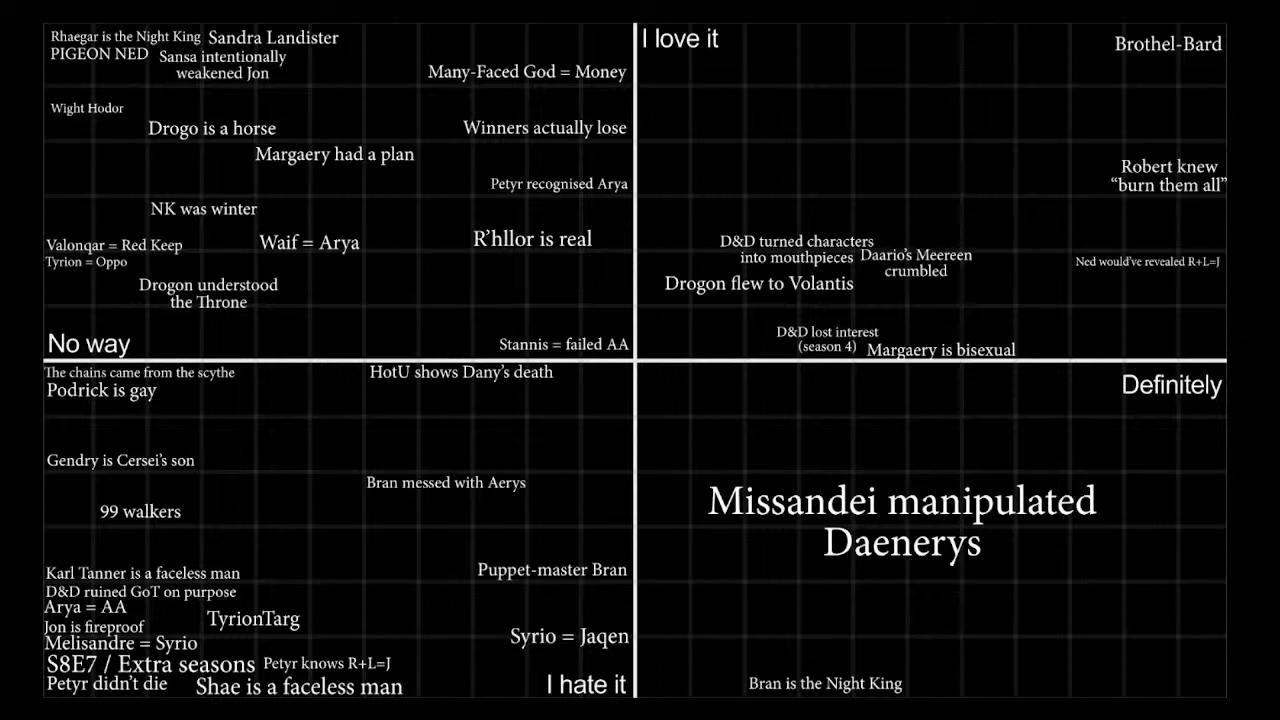 Rhaegar is the Night King
Sandra Landister
PIGEON NED
Sansa intentionally
weakened Jon
Many-Faced God = Money
Wight Hodor
Drogo is a horse
Winners actually lose
Margaery had a plan
Petyr recognised Arya
NK was winter
Valonqar = Red Keep
Waif = Arya
R'hllor is real
Tyrion = Oppo
Drogon understood
the Throne
No way
Stannis = failed AA
I love it
Brothel-Bard
Robert knew
“burn them all”
D&D turned characters
into mouthpieces
Daario's Meereen
crumbled
Ned would've revealed R+L=J
Drogon flew to Volantis
D&D lost interest
(season 4)
Margaery is bisexual
The chains came from the scythe
Podrick is gay
HotU shows Dany's death
Gendry is Cersei's son
Bran messed with Aerys
99 walkers
Karl Tanner is a faceless man
Puppet-master Bran
D&D ruined GoT on purpose
Arya = AA
TyrionTarg
Jon is fireproof
Melisandre = Syrio
Syrio = Jaqen
S8E7 / Extra seasons
Petyr knows R+L=J
Petyr didn't die
Shae is a faceless man
I hate it
Definitely
Missandei manipulated
Daenerys
Bran is the Night King